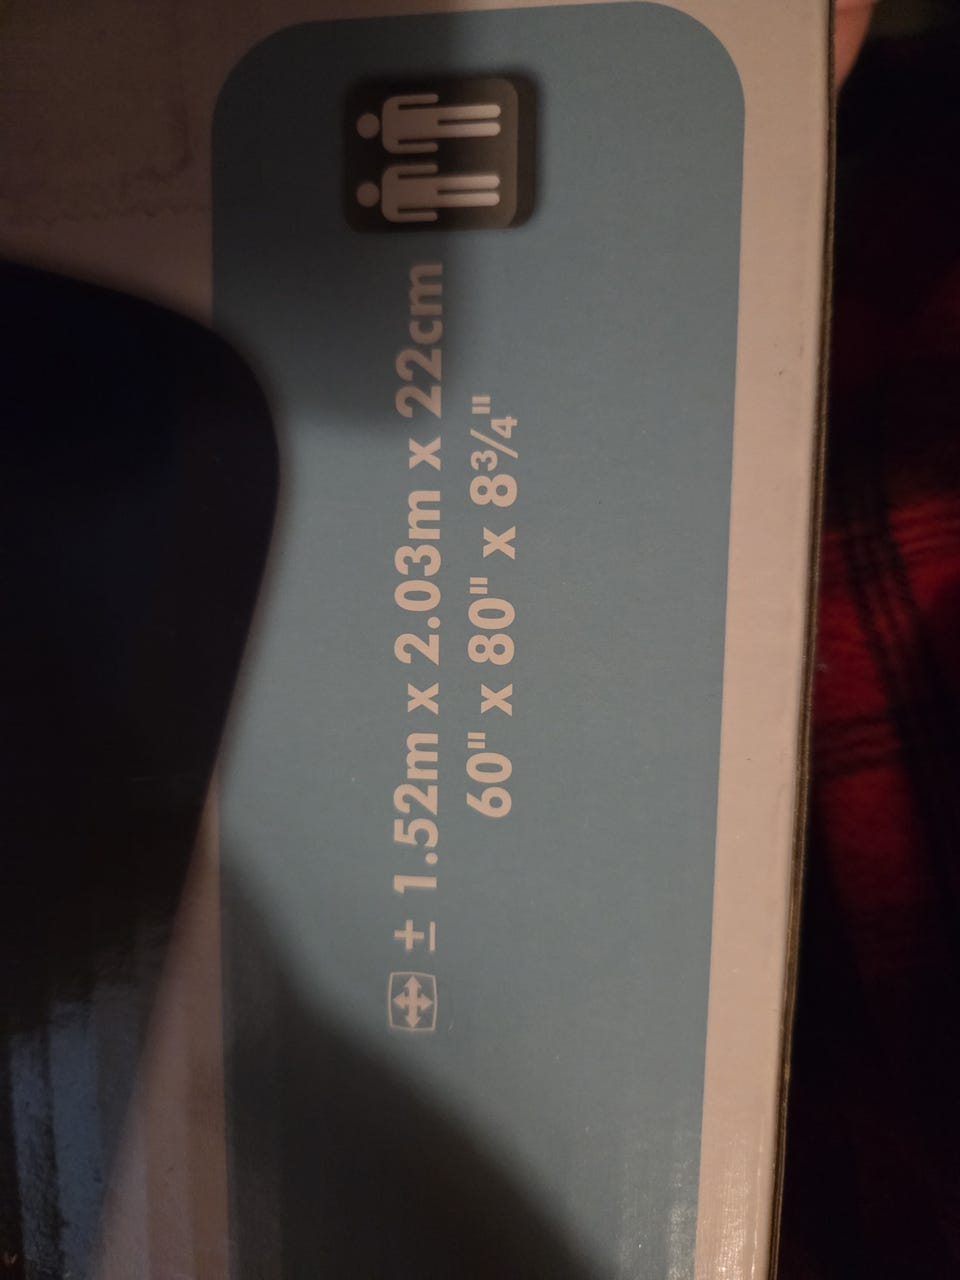 ± 1.52m x 2.03m x 22cm
60" x 80" x 8¾"